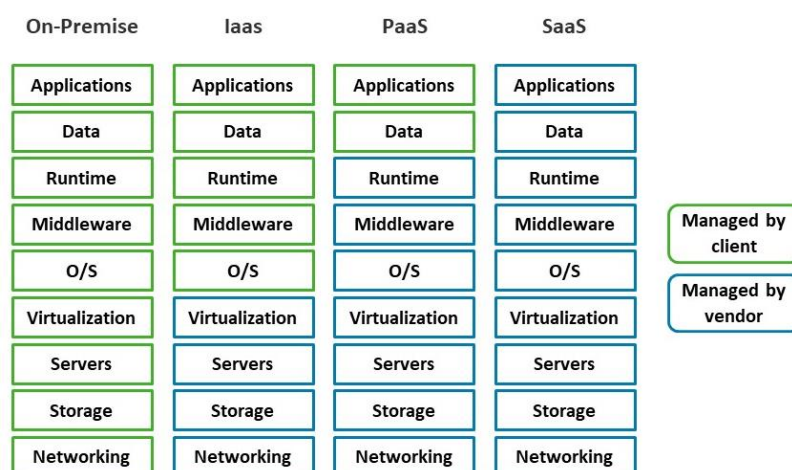 On-Premise Iaas PaaS SaaS
Applications Applications Applications Applications
Data Data Data Data
Runtime Runtime Runtime Runtime
Middleware Middleware Middleware Middleware
Managed by
client
O/S O/S O/S O/S
Managed by
vendor
Virtualization Virtualization Virtualization Virtualization
Servers Servers Servers Servers
Storage Storage Storage Storage
Networking Networking Networking Networking